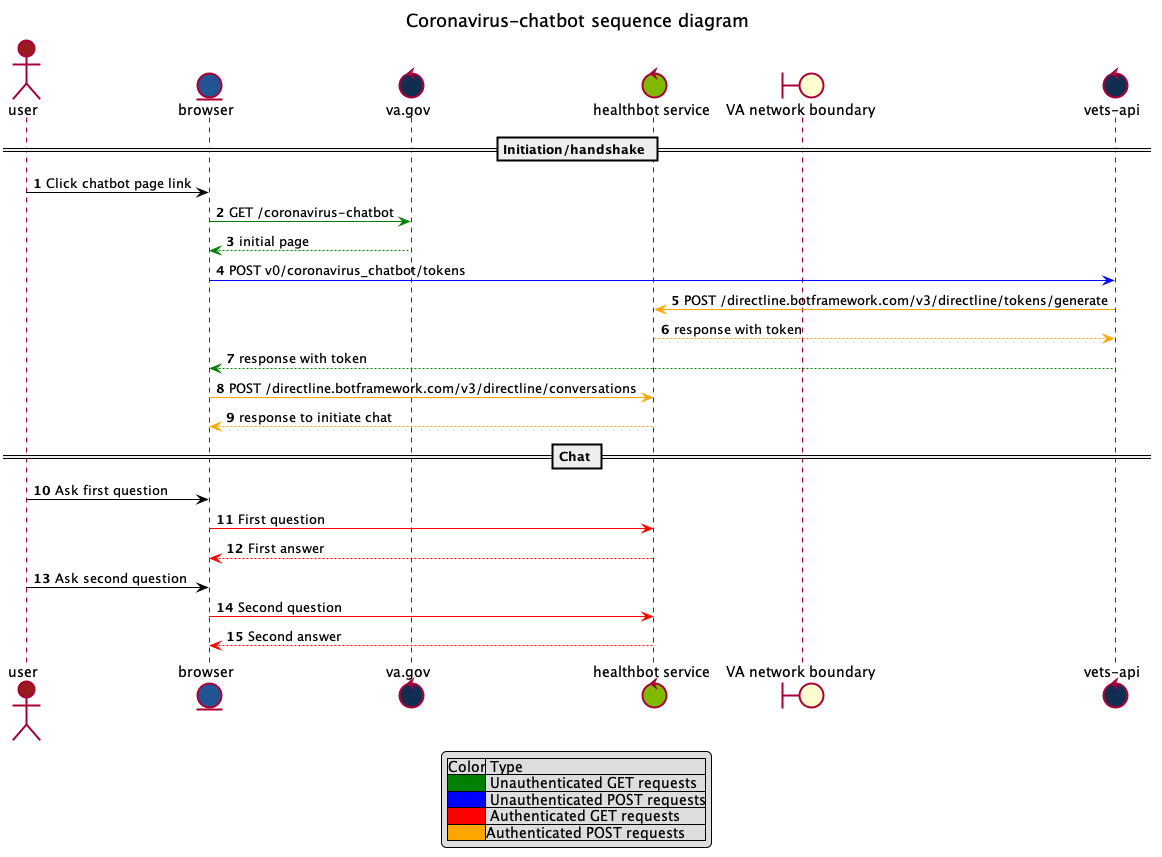 Coronavirus-chatbot sequence diagram
user browser va.gov healthbot service VA network boundary vets-api
Initiation/handshake
1 Click chatbot page link
2 GET /coronavirus-chatbot
3 initial page
4 POST v0/coronavirus_chatbot/tokens
5 POST /directline.botframework.com/v3/directline/tokens/generate
6 response with token
7 response with token
8 POST /directline.botframework.com/v3/directline/conversations
9 response to initiate chat
Chat
10 Ask first question
11 First question
12 First answer
13 Ask second question
14 Second question
15 Second answer
user browser va.gov healthbot service VA network boundary vets-api
Color Type
Unauthenticated GET requests
Unauthenticated POST requests
Authenticated GET requests
Authenticated POST requests